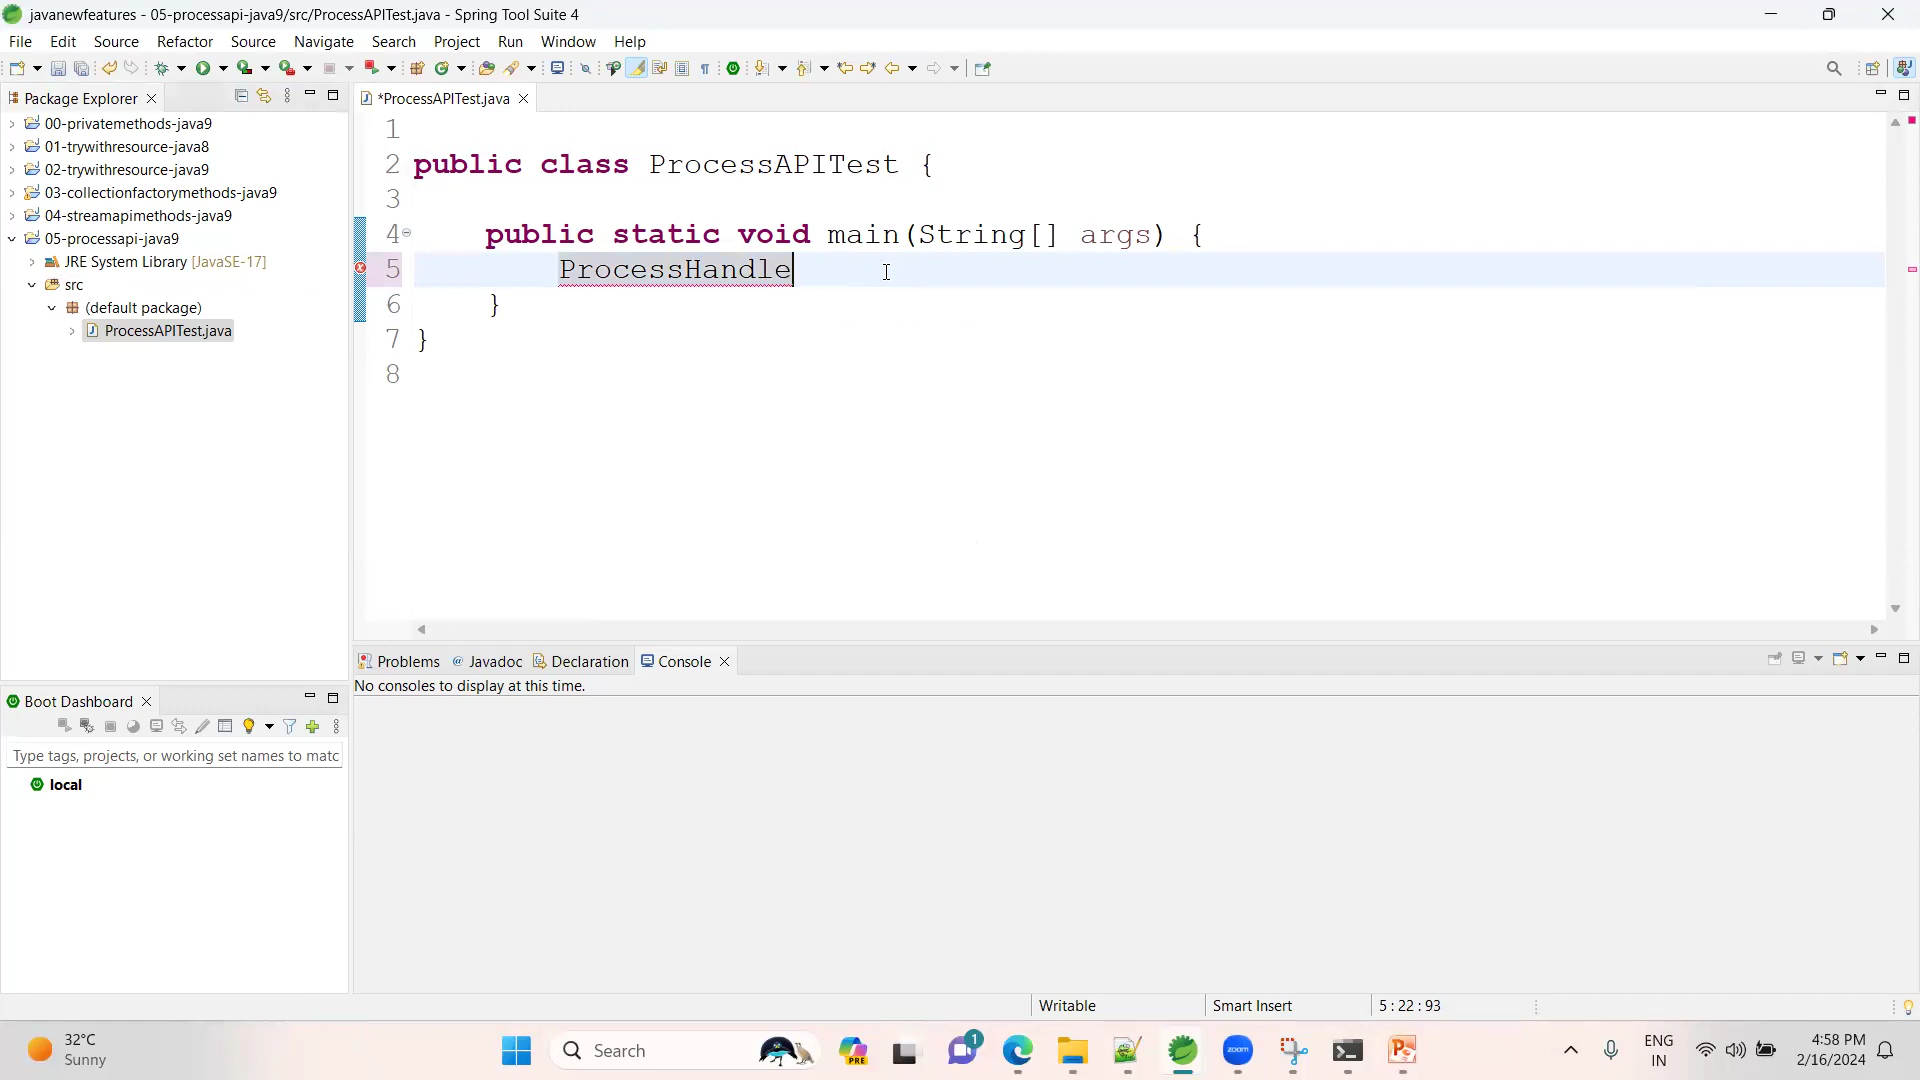 javanewfeatures - 05-processapi-java9/src/ProcessAPITest.java - Spring Tool Suite 4
File Edit Source Refactor Source Navigate Search Project Run Window Help
Package Explorer
00-privatemethods-java9
01-trywithresource-java8
02-trywithresource-java9
03-collectionfactorymethods-java9
04-streamapimethods-java9
05-processapi-java9
JRE System Library [JavaSE-17]
src
(default package)
ProcessAPITest.java
*ProcessAPITest.java
1
2 public class ProcessAPITest {
3
4 public static void main(String[] args) {
5 ProcessHandle
6 }
7 }
8
Problems Javadoc Declaration Console
No consoles to display at this time.
Boot Dashboard
Type tags, projects, or working set names to matc
local
Writable Smart Insert 5 : 22 : 93
32°C
Sunny
Search
PRE
1
zoom
ENG
IN
4:58 PM
2/16/2024